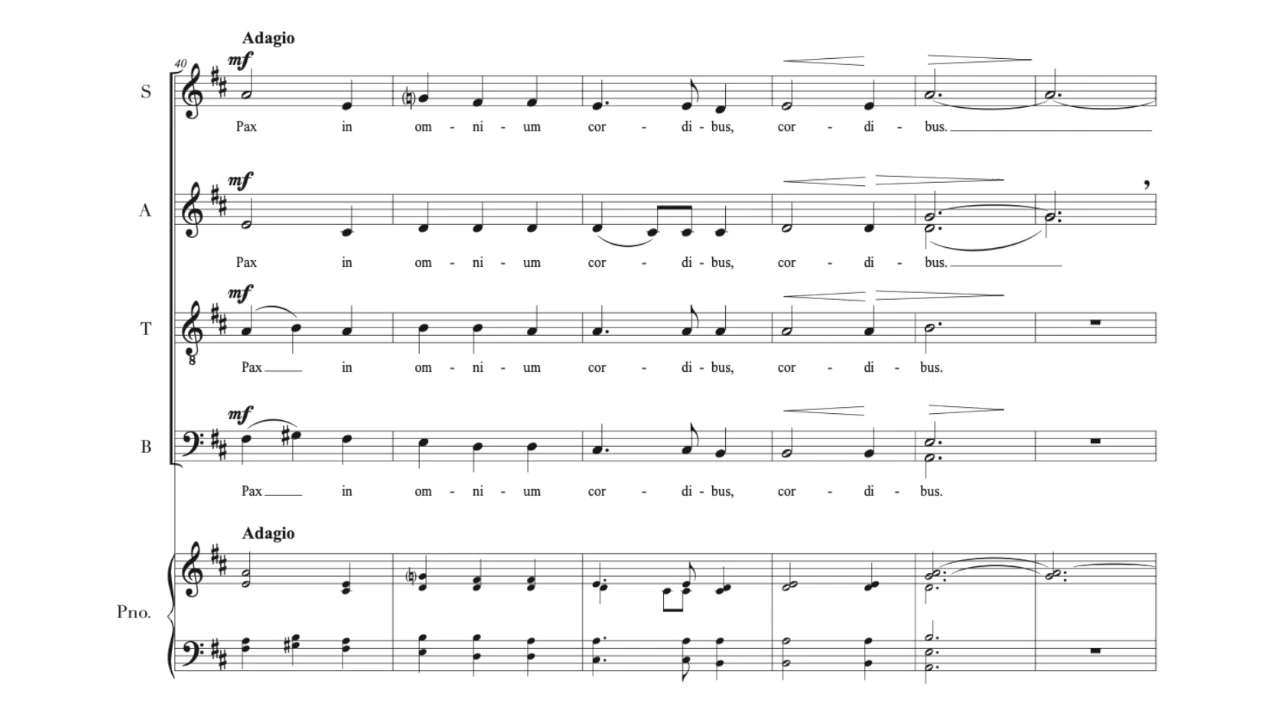 Adagio
40
mf
S
Pax in om - ni - um cor - di - bus, cor - di - bus.
mf
A
Pax in om - ni - um cor - di - bus, cor - di - bus.
mf
T
8
Pax in om - ni - um cor - di - bus, cor - di - bus.
mf
B
Pax in om - ni - um cor - di - bus, cor - di - bus.
Adagio
Pno.